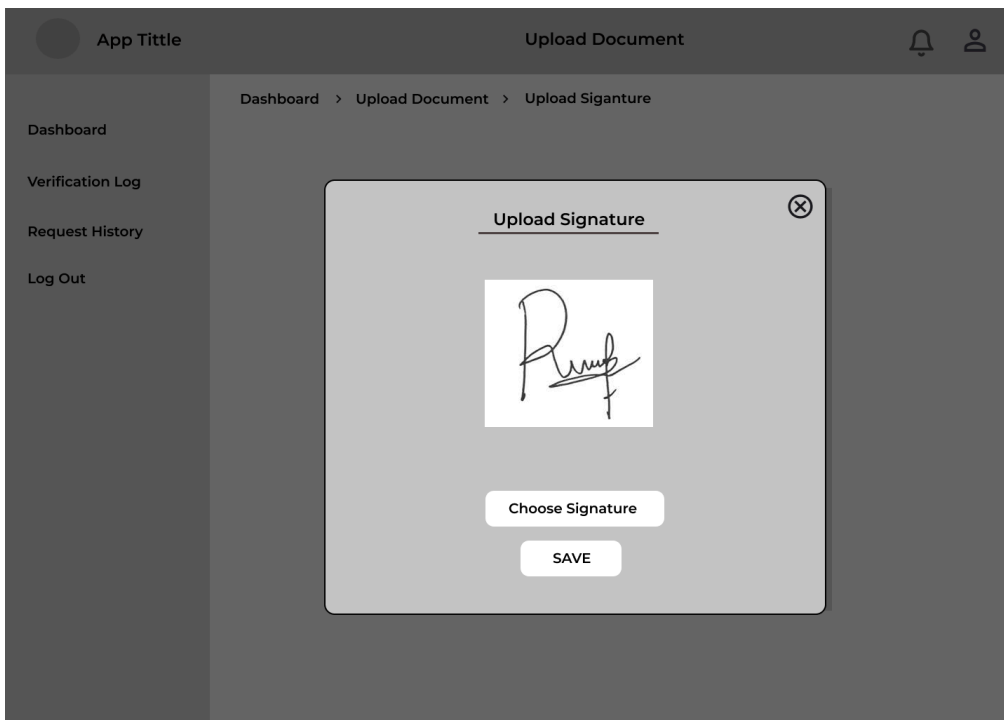 App Tittle
Upload Document
Dashboard > Upload Document > Upload Siganture
Dashboard
Verification Log
Request History
Log Out
Upload Signature
Choose Signature
SAVE